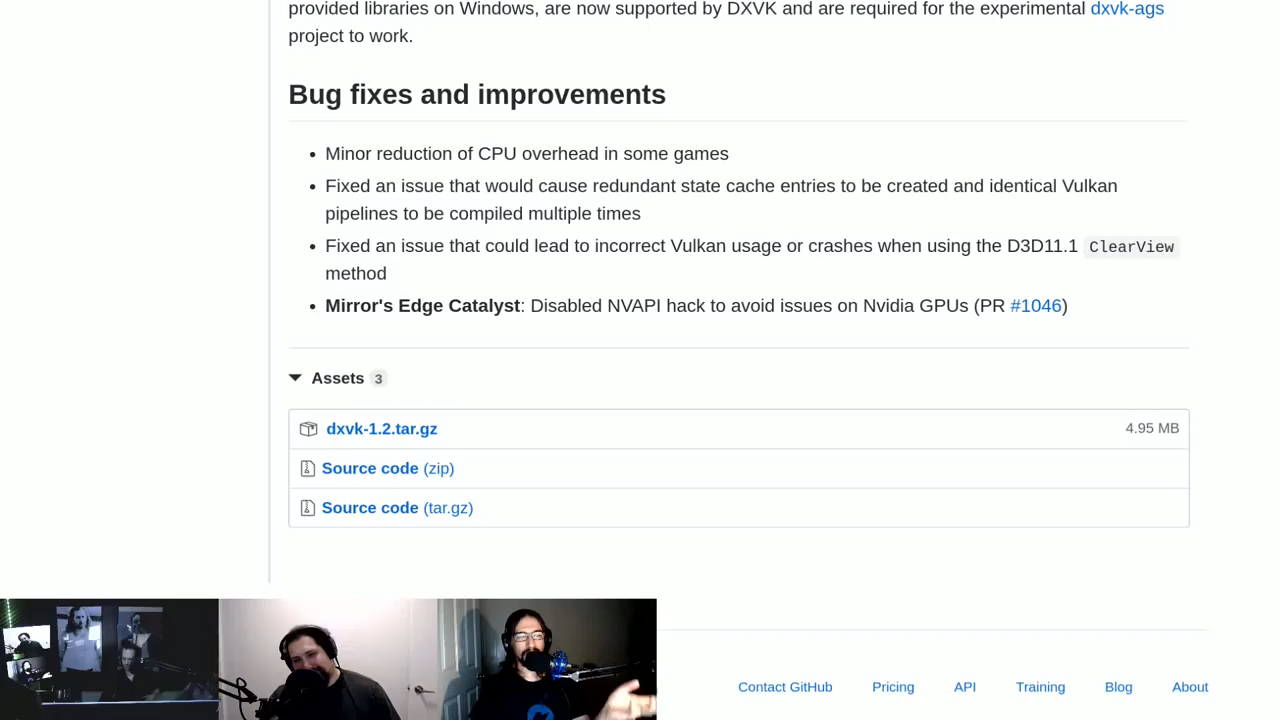 provided libraries on Windows, are now supported by DXVK and are required for the experimental dxvk-ags
project to work.
Bug fixes and improvements
Minor reduction of CPU overhead in some games
Fixed an issue that would cause redundant state cache entries to be created and identical Vulkan
pipelines to be compiled multiple times
Fixed an issue that could lead to incorrect Vulkan usage or crashes when using the D3D11.1 ClearView
method
Mirror's Edge Catalyst: Disabled NVAPI hack to avoid issues on Nvidia GPUs (PR #1046)
Assets 3
dxvk-1.2.tar.gz 4.95 MB
Source code (zip)
Source code (tar.gz)
Contact GitHub Pricing API Training Blog About